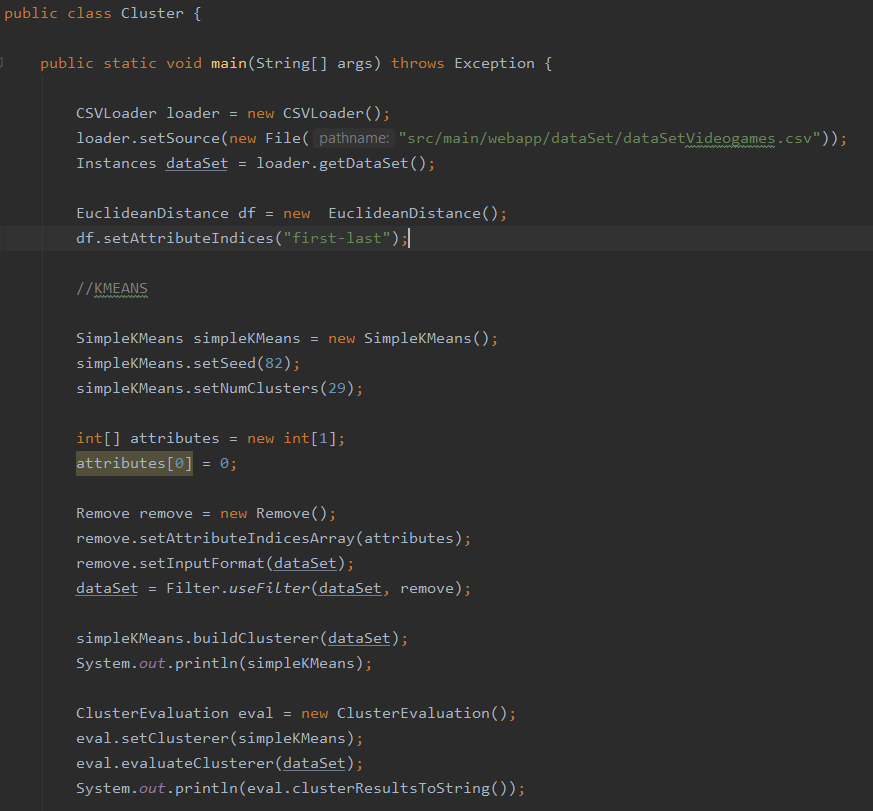 public class Cluster {
public static void main(String[] args) throws Exception {
CSVLoader loader = new CSVLoader();
loader.setSource(new File( pathname: "src/main/webapp/dataSet/dataSetVideogames.csv"));
Instances dataSet = loader.getDataSet();
EuclideanDistance df = new  EuclideanDistance();
df.setAttributeIndices("first-last");
//KMEANS
SimpleKMeans simpleKMeans = new SimpleKMeans();
simpleKMeans.setSeed(82);
simpleKMeans.setNumClusters(29);
int[] attributes = new int[1];
attributes[0] = 0;
Remove remove = new Remove();
remove.setAttributeIndicesArray(attributes);
remove.setInputFormat(dataSet);
dataSet = Filter.useFilter(dataSet, remove);
simpleKMeans.buildClusterer(dataSet);
System.out.println(simpleKMeans);
ClusterEvaluation eval = new ClusterEvaluation();
eval.setClusterer(simpleKMeans);
eval.evaluateClusterer(dataSet);
System.out.println(eval.clusterResultsToString());